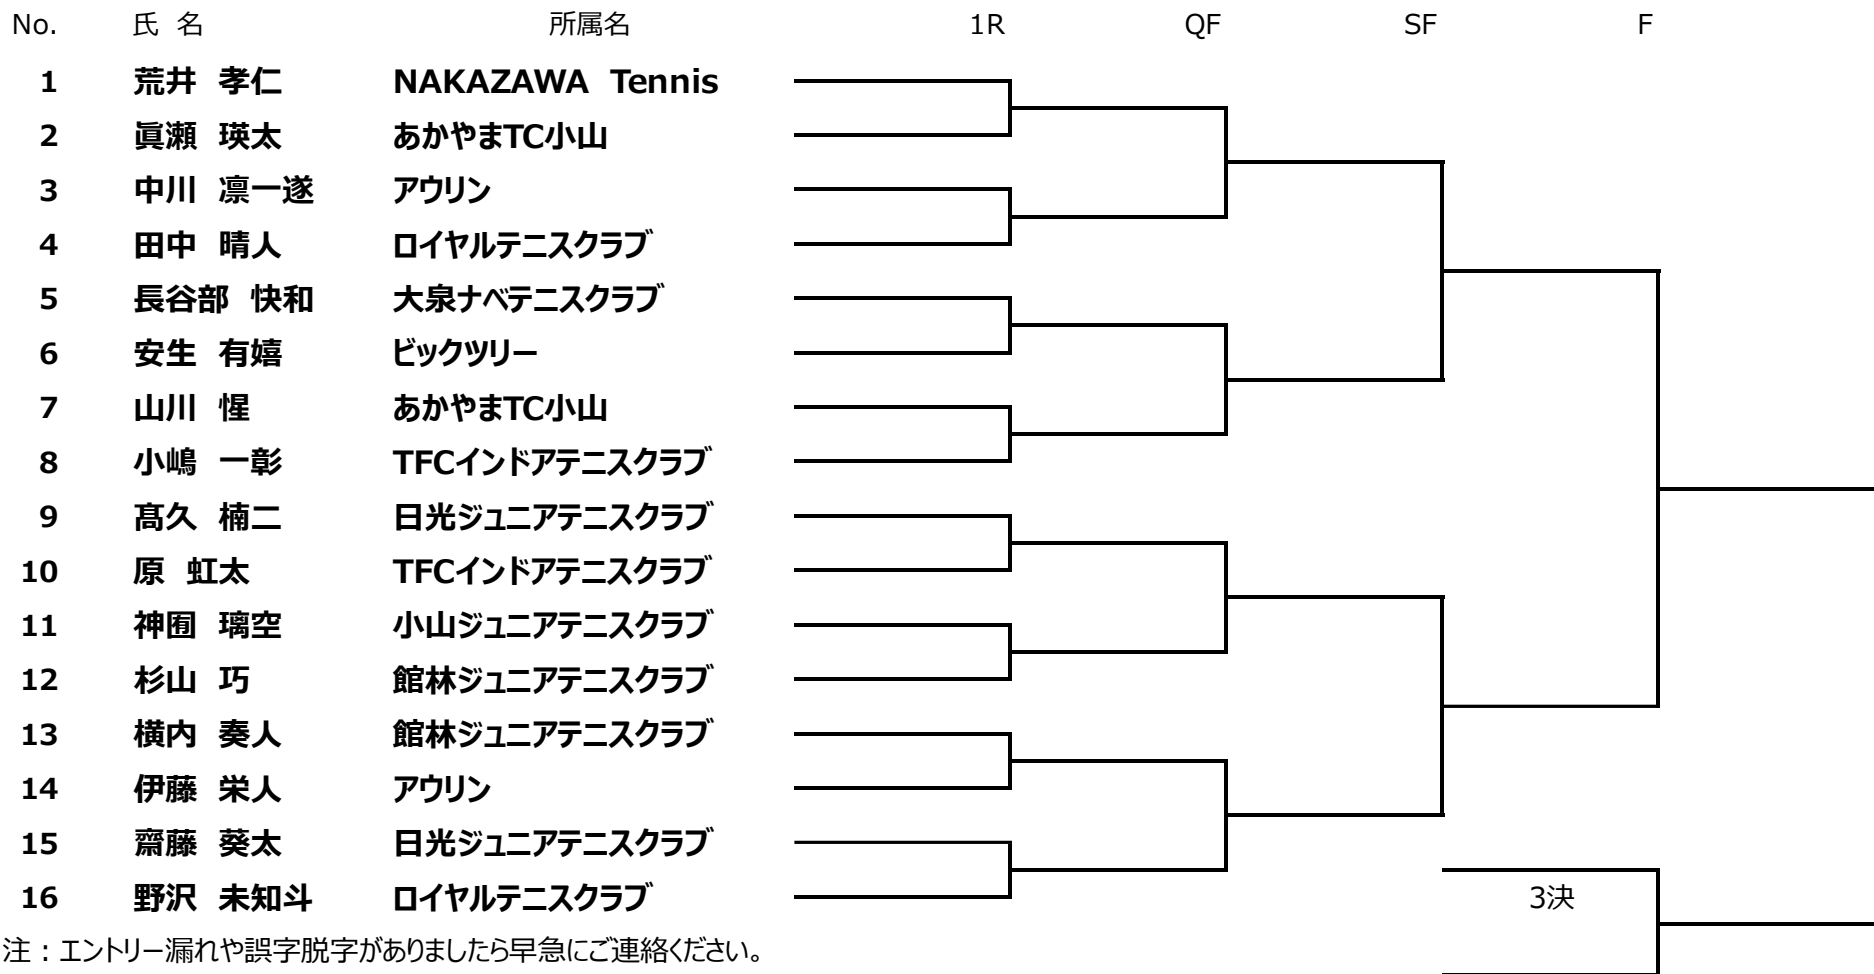 No. 氏 名 所属名 1R QF SF F
1 荒井 孝仁 NAKAZAWA Tennis
2 眞瀬 瑛太 あかやまTC小山
3 中川 凛一遂 アウリン
4 田中 晴人 ロイヤルテニスクラブ
5 長谷部 快和 大泉ナベテニスクラブ
6 安生 有嬉 ビックツリー
7 山川 惺 あかやまTC小山
8 小嶋 一彰 TFCインドアテニスクラブ
9 髙久 楠二 日光ジュニアテニスクラブ
10 原 虹太 TFCインドアテニスクラブ
11 神囿 璃空 小山ジュニアテニスクラブ
12 杉山 巧 館林ジュニアテニスクラブ
13 横内 奏人 館林ジュニアテニスクラブ
14 伊藤 栄人 アウリン
15 齋藤 葵太 日光ジュニアテニスクラブ
16 野沢 未知斗 ロイヤルテニスクラブ
3決
注：エントリー漏れや誤字脱字がありましたら早急にご連絡ください。